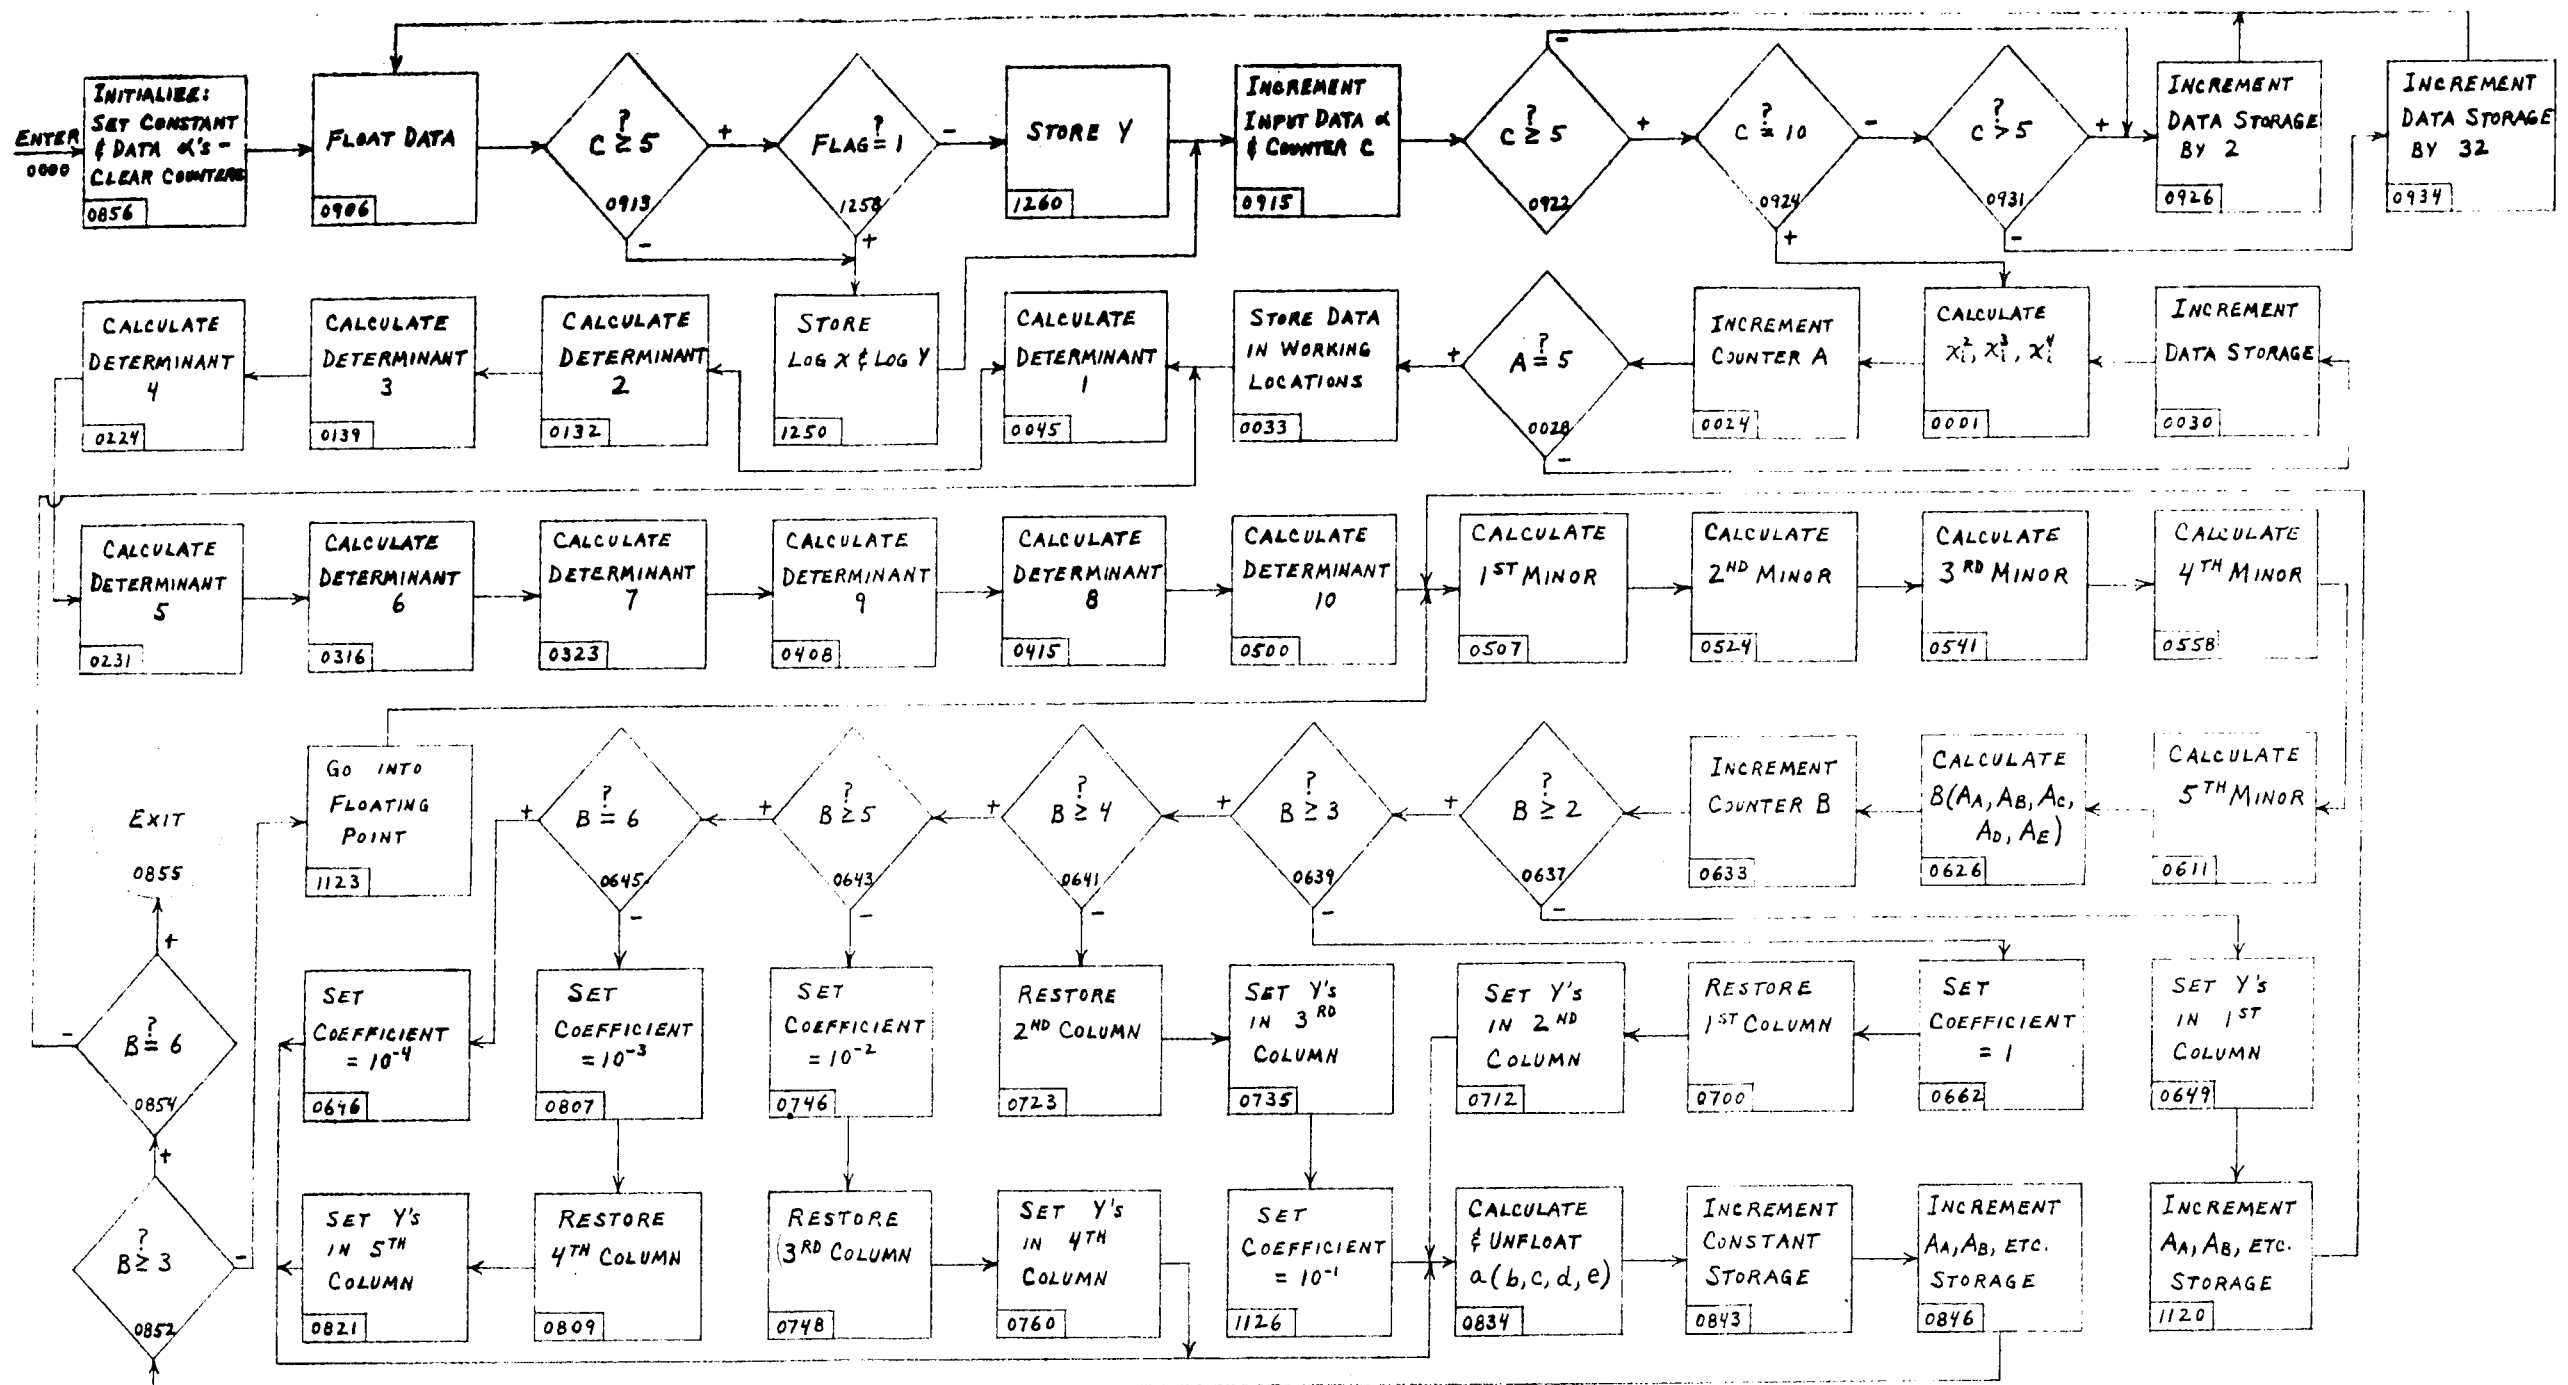 ENTER
0000
INITIALIZE:
SET CONSTANT
& DATA α's -
CLEAR COUNTERS
0856
FLOAT DATA
0906
?
C ≥ 5
0913
+
-
?
FLAG = 1
1258
-
+
STORE Y
1260
INCREMENT
INPUT DATA α
& COUNTER C
0915
?
C ≥ 5
0922
-
+
?
C = 10
0924
-
+
?
C > 5
0931
+
-
INCREMENT
DATA STORAGE
BY 2
0926
INCREMENT
DATA STORAGE
BY 32
0934
CALCULATE
DETERMINANT
4
0224
CALCULATE
DETERMINANT
3
0139
CALCULATE
DETERMINANT
2
0132
STORE
LOG X & LOG Y
1250
CALCULATE
DETERMINANT
1
0045
STORE DATA
IN WORKING
LOCATIONS
0033
?
A = 5
0028
+
-
INCREMENT
COUNTER A
0024
CALCULATE
Xi², Xi³, Xi⁴
0001
INCREMENT
DATA STORAGE
0030
CALCULATE
DETERMINANT
5
0231
CALCULATE
DETERMINANT
6
0316
CALCULATE
DETERMINANT
7
0323
CALCULATE
DETERMINANT
9
0408
CALCULATE
DETERMINANT
8
0415
CALCULATE
DETERMINANT
10
0500
CALCULATE
1ST MINOR
0507
CALCULATE
2ND MINOR
0524
CALCULATE
3RD MINOR
0541
CALCULATE
4TH MINOR
0558
EXIT
0855
GO INTO
FLOATING
POINT
1123
?
B = 6
0645
+
-
?
B ≥ 5
0643
+
-
?
B ≥ 4
0641
+
-
?
B ≥ 3
0639
+
-
?
B ≥ 2
0637
+
-
INCREMENT
COUNTER B
0633
CALCULATE
B(AA, AB, AC,
AD, AE)
0626
CALCULATE
5TH MINOR
0611
+
?
B = 6
0854
-
SET
COEFFICIENT
= 10⁻⁴
0646
SET
COEFFICIENT
= 10⁻³
0807
SET
COEFFICIENT
= 10⁻²
0746
RESTORE
2ND COLUMN
0723
SET Y's
IN 3RD
COLUMN
0735
SET Y's
IN 2ND
COLUMN
0712
RESTORE
1ST COLUMN
0700
SET
COEFFICIENT
= 1
0662
SET Y's
IN 1ST
COLUMN
0649
+
?
B ≥ 3
0852
-
SET Y's
IN 5TH
COLUMN
0821
RESTORE
4TH COLUMN
0809
RESTORE
3RD COLUMN
0748
SET Y's
IN 4TH
COLUMN
0760
SET
COEFFICIENT
= 10⁻¹
1126
CALCULATE
& UNFLOAT
a(b,c,d,e)
0834
INCREMENT
CONSTANT
STORAGE
0843
INCREMENT
AA, AB, ETC.
STORAGE
0846
INCREMENT
AA, AB, ETC.
STORAGE
1120